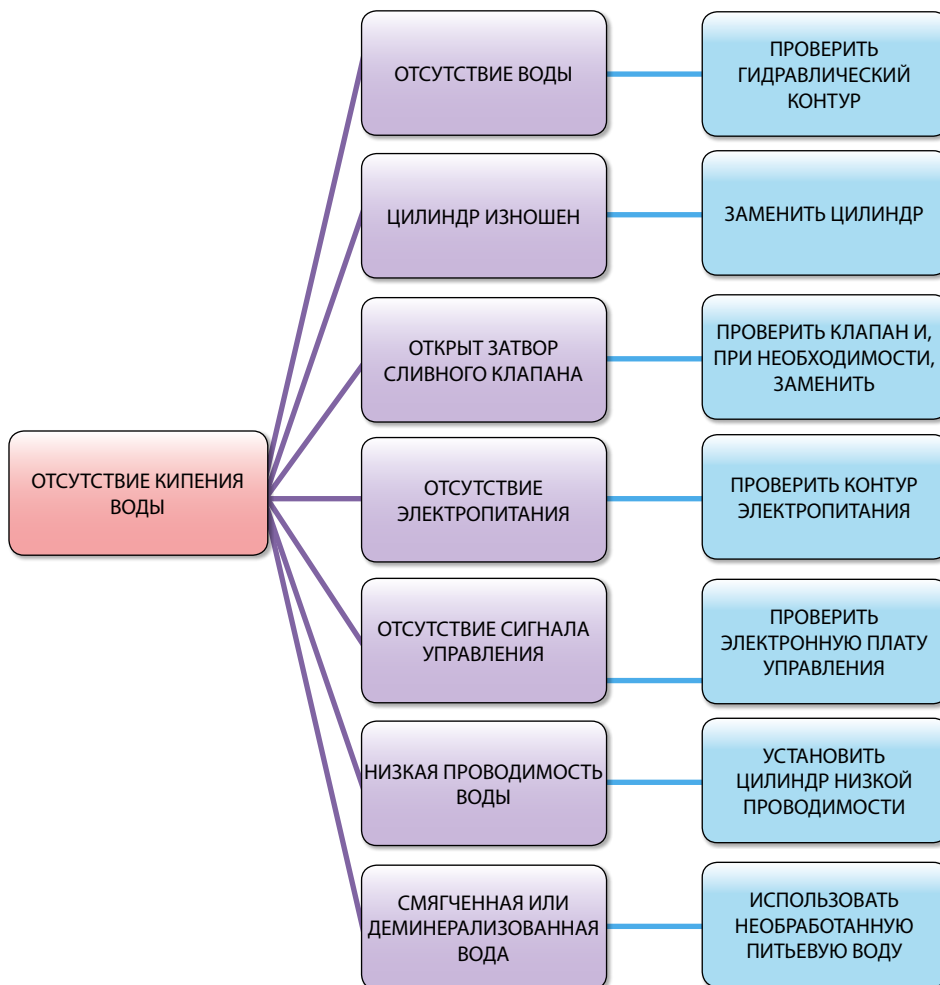 ОТСУТСТВИЕ ВОДЫ
ПРОВЕРИТЬ
ГИДРАВЛИЧЕСКИЙ
КОНТУР
ЦИЛИНДР ИЗНОШЕН
ЗАМЕНИТЬ ЦИЛИНДР
ОТКРЫТ ЗАТВОР
СЛИВНОГО КЛАПАНА
ПРОВЕРИТЬ КЛАПАН И,
ПРИ НЕОБХОДИМОСТИ,
ЗАМЕНИТЬ
ОТСУТСТВИЕ КИПЕНИЯ
ВОДЫ
ОТСУТСТВИЕ
ЭЛЕКТРОПИТАНИЯ
ПРОВЕРИТЬ КОНТУР
ЭЛЕКТРОПИТАНИЯ
ОТСУТСТВИЕ СИГНАЛА
УПРАВЛЕНИЯ
ПРОВЕРИТЬ
ЭЛЕКТРОННУЮ ПЛАТУ
УПРАВЛЕНИЯ
НИЗКАЯ ПРОВОДИМОСТЬ
ВОДЫ
УСТАНОВИТЬ
ЦИЛИНДР НИЗКОЙ
ПРОВОДИМОСТИ
СМЯГЧЕННАЯ ИЛИ
ДЕМИНЕРАЛИЗОВАННАЯ
ВОДА
ИСПОЛЬЗОВАТЬ
НЕОБРАБОТАННУЮ
ПИТЬЕВУЮ ВОДУ